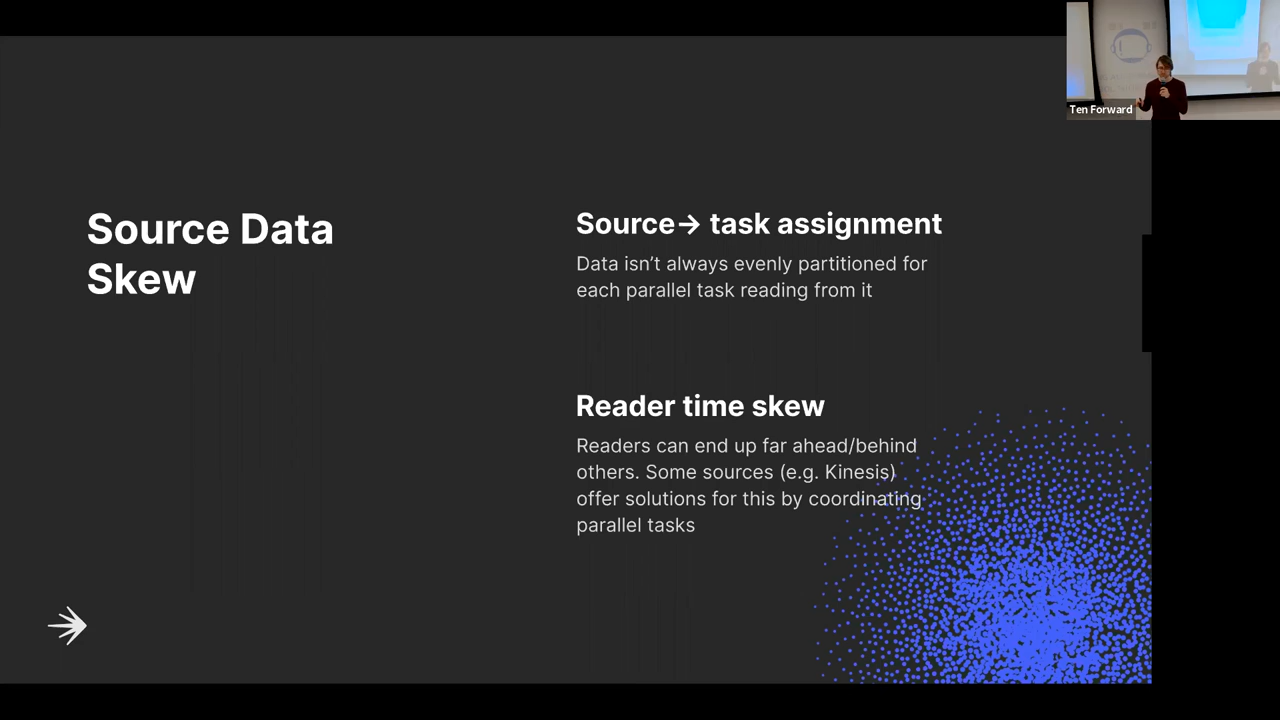 Ten Forward
Source Data
Skew
Source→ task assignment
Data isn’t always evenly partitioned for
each parallel task reading from it
Reader time skew
Readers can end up far ahead/behind
others. Some sources (e.g. Kinesis)
offer solutions for this by coordinating
parallel tasks